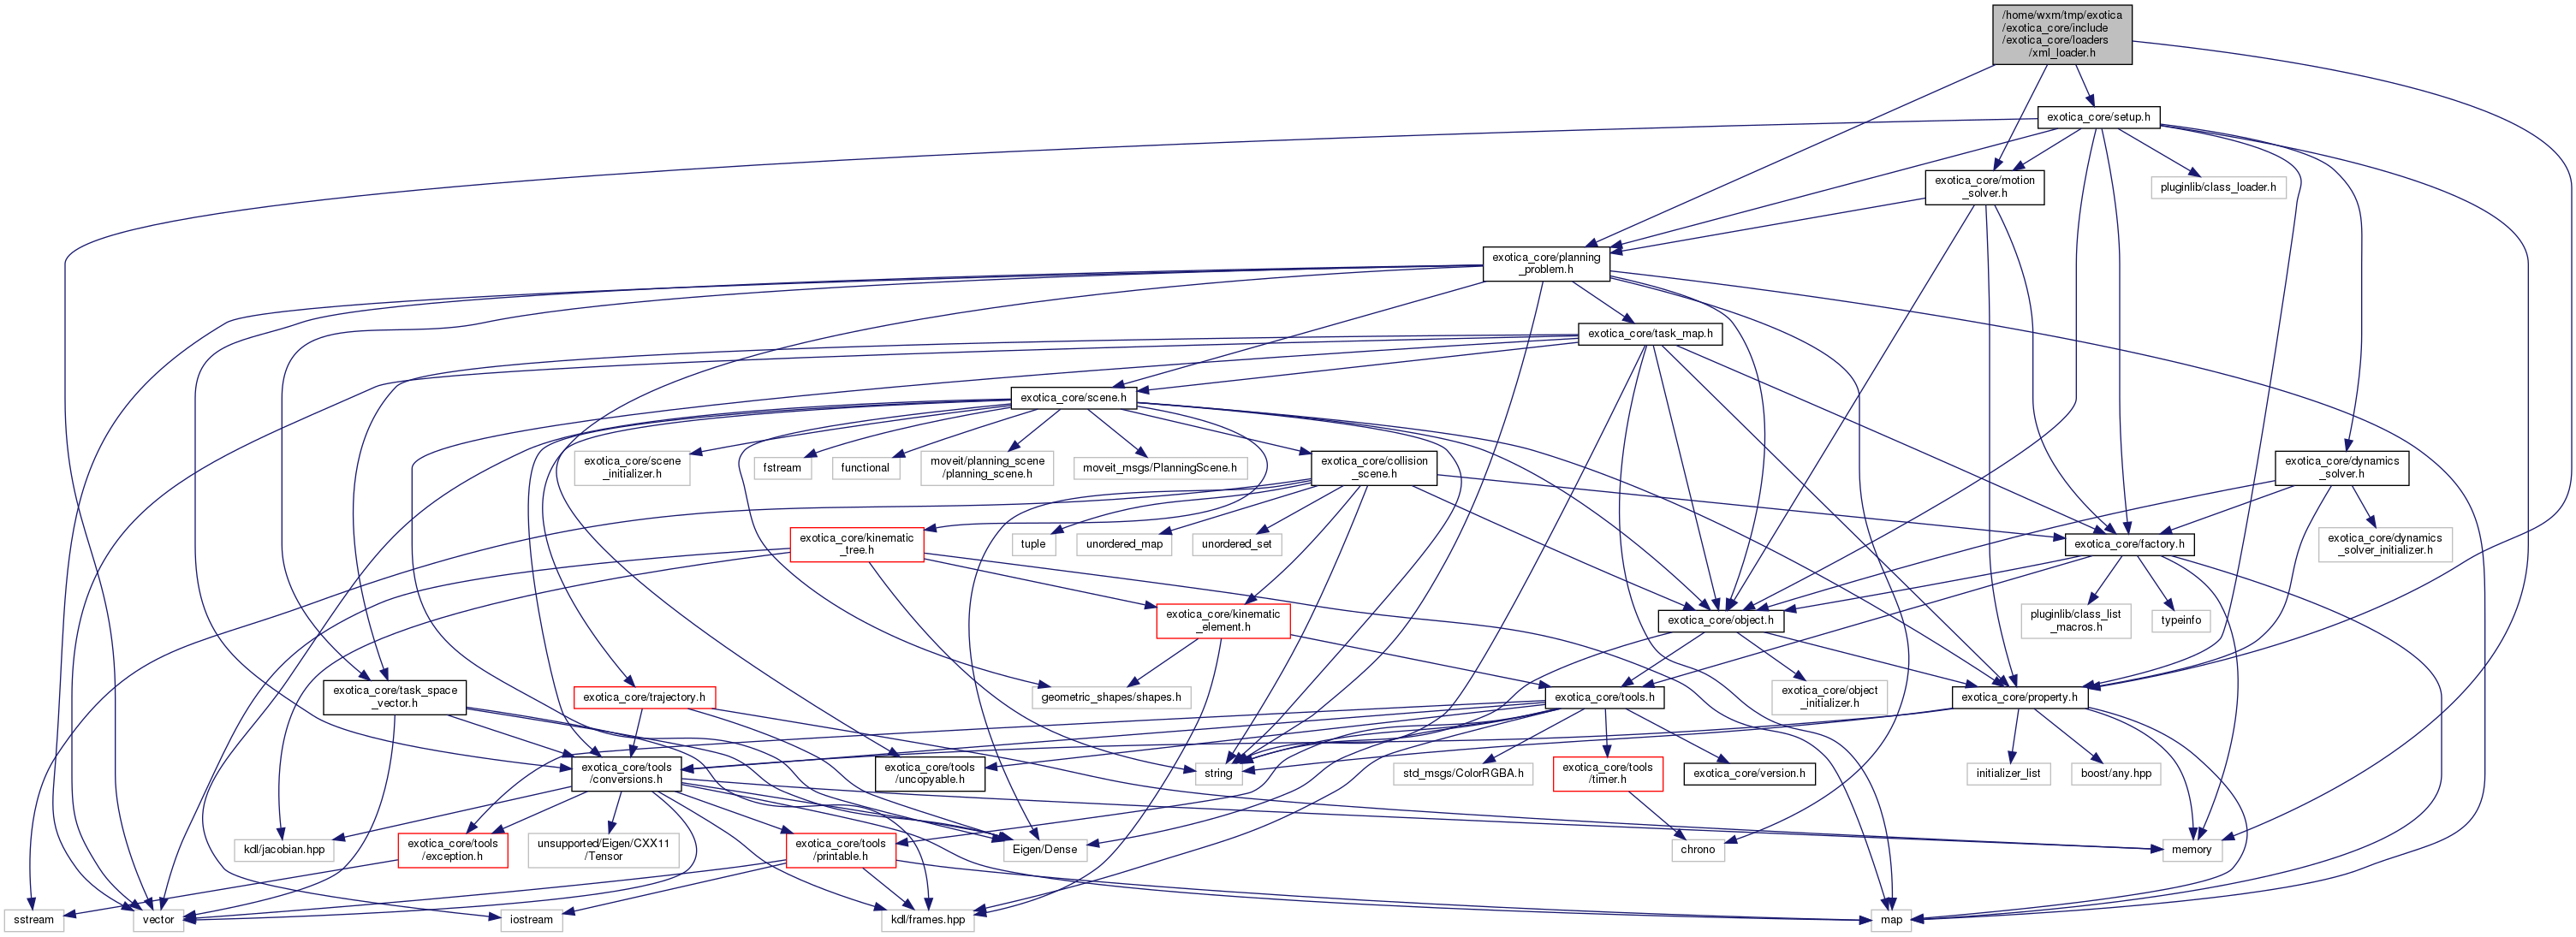 /home/wxm/tmp/exotica
/exotica_core/include
/exotica_core/loaders
/xml_loader.h
exotica_core/setup.h
exotica_core/motion
_solver.h
pluginlib/class_loader.h
exotica_core/planning
_problem.h
exotica_core/task_map.h
exotica_core/scene.h
exotica_core/scene
_initializer.h
fstream
functional
moveit/planning_scene
/planning_scene.h
moveit_msgs/PlanningScene.h
exotica_core/collision
_scene.h
exotica_core/dynamics
_solver.h
exotica_core/kinematic
_tree.h
tuple
unordered_map
unordered_set
exotica_core/factory.h
exotica_core/dynamics
_solver_initializer.h
exotica_core/kinematic
_element.h
exotica_core/object.h
pluginlib/class_list
_macros.h
typeinfo
exotica_core/task_space
_vector.h
exotica_core/trajectory.h
geometric_shapes/shapes.h
exotica_core/tools.h
exotica_core/object
_initializer.h
exotica_core/property.h
exotica_core/tools
/conversions.h
exotica_core/tools
/uncopyable.h
string
std_msgs/ColorRGBA.h
exotica_core/tools
/timer.h
exotica_core/version.h
initializer_list
boost/any.hpp
kdl/jacobian.hpp
exotica_core/tools
/exception.h
unsupported/Eigen/CXX11
/Tensor
exotica_core/tools
/printable.h
Eigen/Dense
chrono
memory
sstream
vector
iostream
kdl/frames.hpp
map